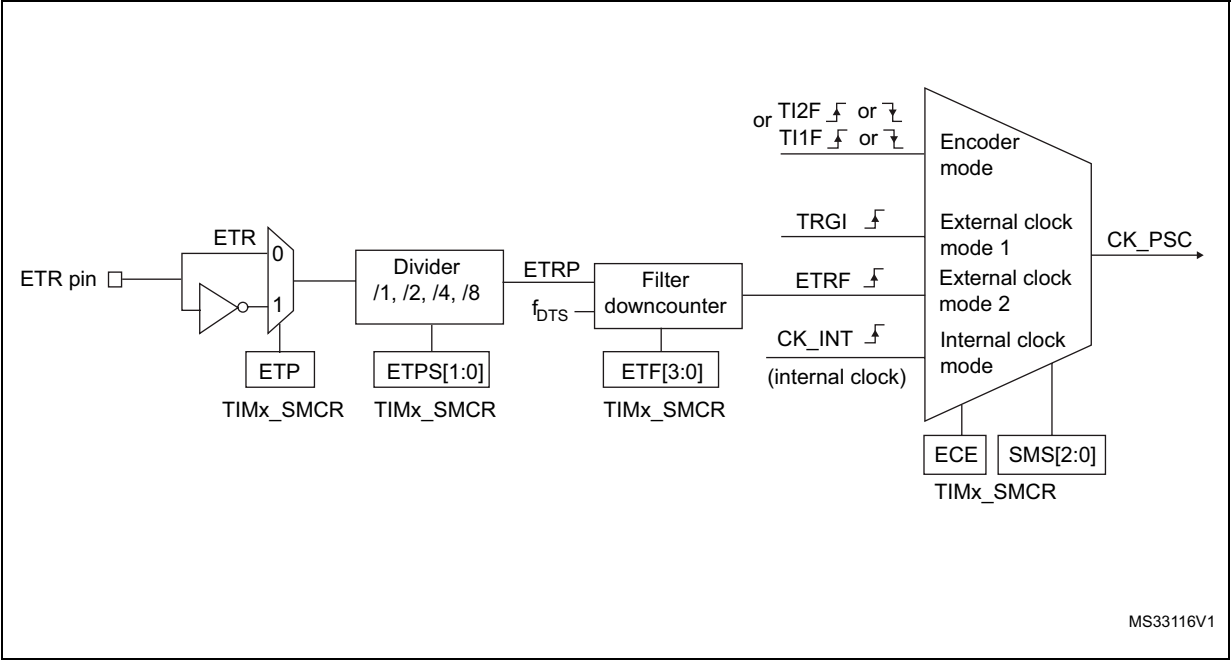 or TI2F or
TI1F or
Encoder
mode
TRGI
External clock
mode 1
CK_PSC
ETR
0
1
ETR pin
Divider
/1, /2, /4, /8
ETRP
fDTS
Filter
downcounter
ETRF
External clock
mode 2
CK_INT
(internal clock)
Internal clock
mode
ETP
TIMx_SMCR
ETPS[1:0]
TIMx_SMCR
ETF[3:0]
TIMx_SMCR
ECE
SMS[2:0]
TIMx_SMCR
MS33116V1